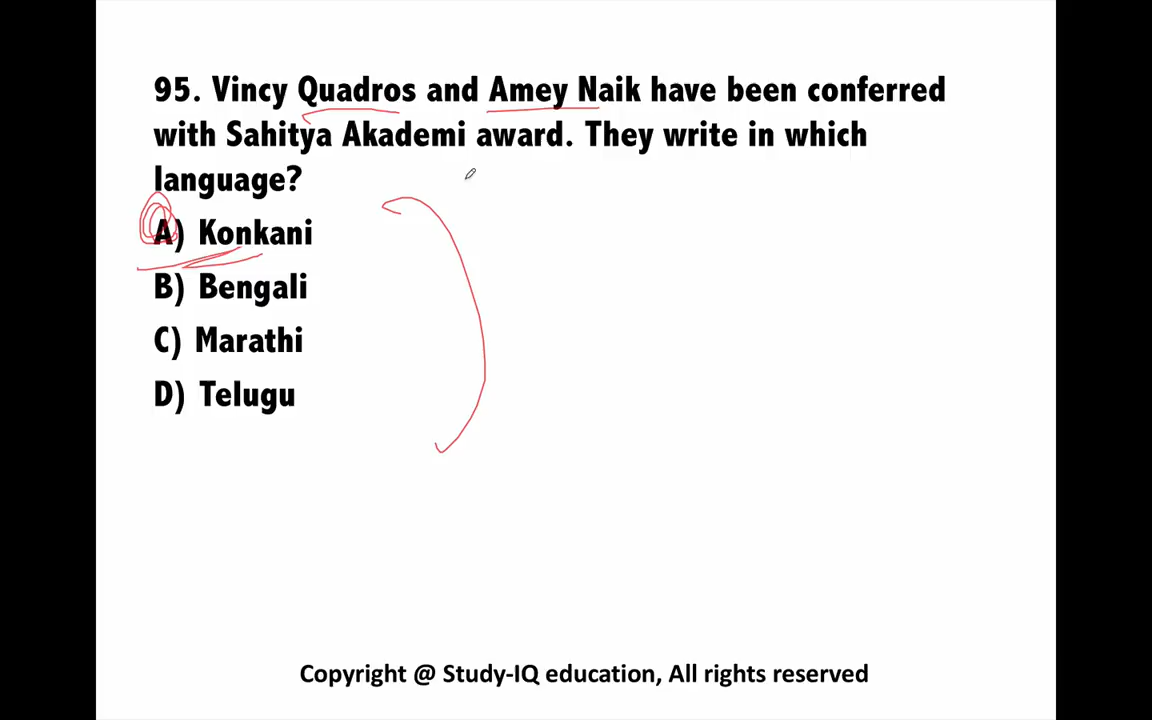 95. Vincy Quadros and Amey Naik have been conferred
with Sahitya Akademi award. They write in which
language?
A) Konkani
B) Bengali
C) Marathi
D) Telugu
Copyright @ Study-IQ education, All rights reserved